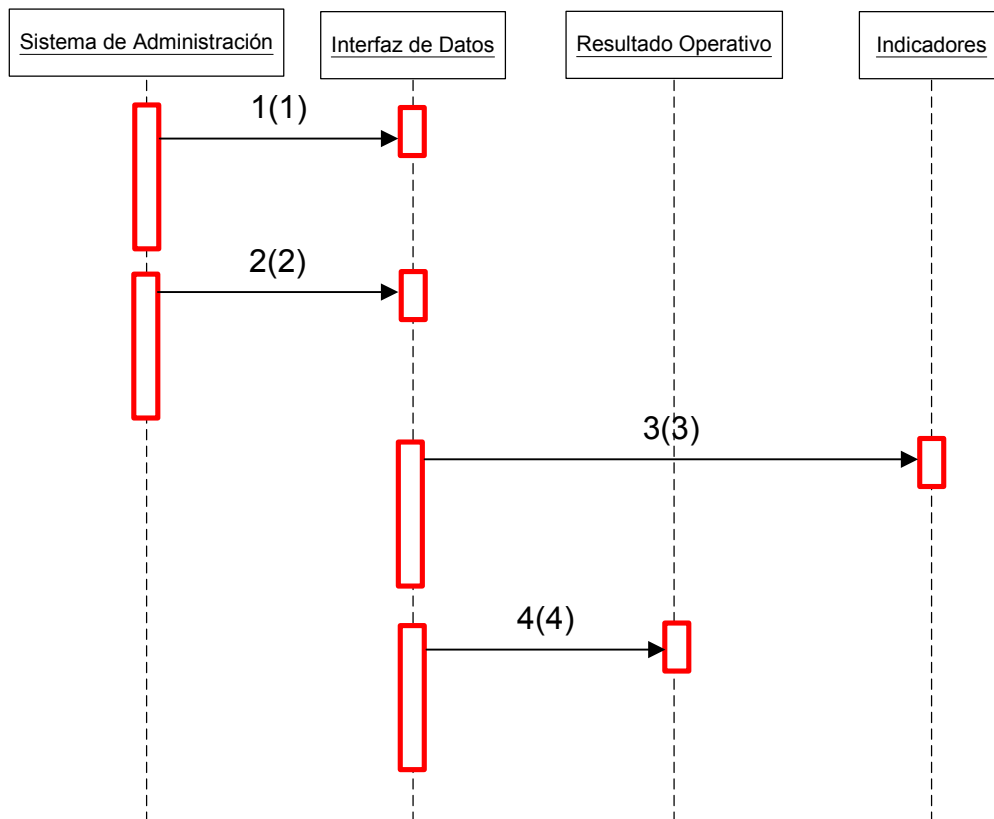 Sistema de Administración
Interfaz de Datos
Resultado Operativo
Indicadores
1(1)
2(2)
3(3)
4(4)